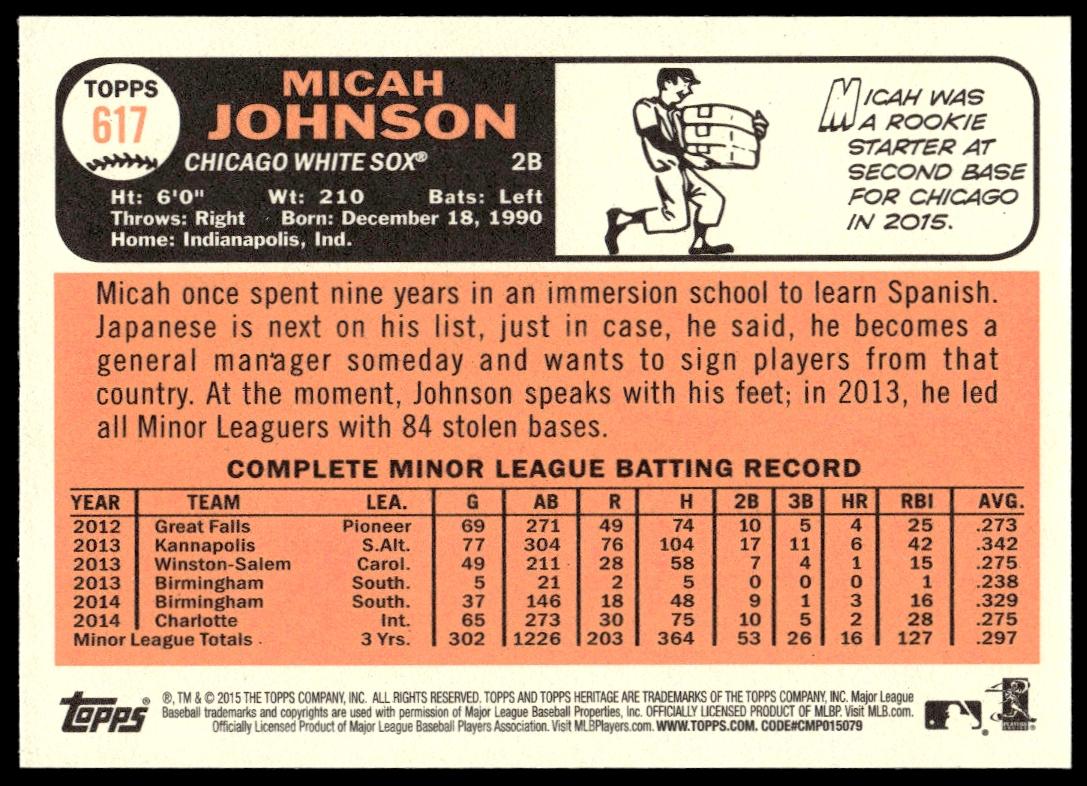 TOPPS
617
MICAH
JOHNSON
CHICAGO WHITE SOX® 2B
Ht: 6'0" Wt: 210 Bats: Left
Throws: Right Born: December 18, 1990
Home: Indianapolis, Ind.
MICAH WAS
A ROOKIE
STARTER AT
SECOND BASE
FOR CHICAGO
IN 2015.
Micah once spent nine years in an immersion school to learn Spanish.
Japanese is next on his list, just in case, he said, he becomes a
general manager someday and wants to sign players from that
country. At the moment, Johnson speaks with his feet; in 2013, he led
all Minor Leaguers with 84 stolen bases.
COMPLETE MINOR LEAGUE BATTING RECORD
YEAR TEAM LEA. G AB R H 2B 3B HR RBI AVG.
2012 Great Falls Pioneer 69 271 49 74 10 5 4 25 .273
2013 Kannapolis S.Alt. 77 304 76 104 17 11 6 42 .342
2013 Winston-Salem Carol. 49 211 28 58 7 4 1 15 .275
2013 Birmingham South. 5 21 2 5 0 0 0 1 .238
2014 Birmingham South. 37 146 18 48 9 1 3 16 .329
2014 Charlotte Int. 65 273 30 75 10 5 2 28 .275
Minor League Totals 3 Yrs. 302 1226 203 364 53 26 16 127 .297
TOPPS®
®, TM & © 2015 THE TOPPS COMPANY, INC. ALL RIGHTS RESERVED. TOPPS AND TOPPS HERITAGE ARE TRADEMARKS OF THE TOPPS COMPANY, INC. Major League
Baseball trademarks and copyrights are used with permission of Major League Baseball Properties, Inc. OFFICIALLY LICENSED PRODUCT OF MLBP. Visit MLB.com.
Officially Licensed Product of Major League Baseball Players Association. Visit MLBPlayers.com. WWW.TOPPS.COM. CODE#CMP015079